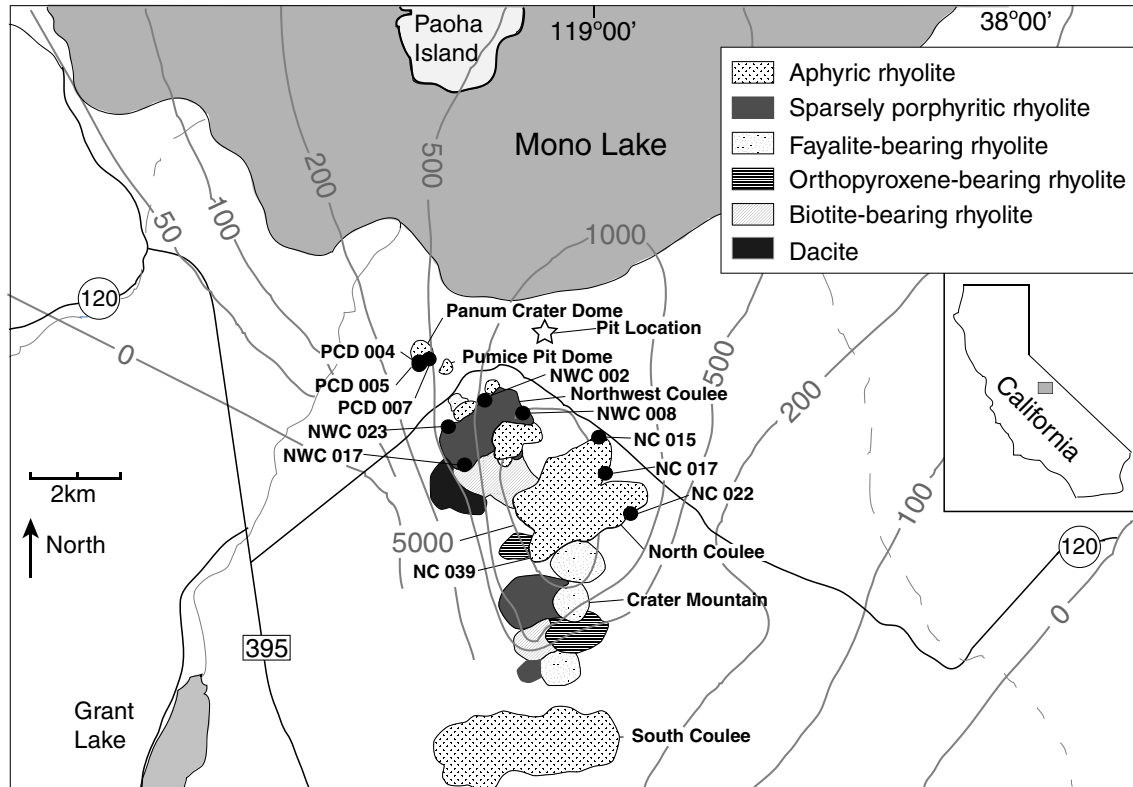 Paoha
Island
119°00'
38°00'
Aphyric rhyolite
Sparsely porphyritic rhyolite
Fayalite-bearing rhyolite
Orthopyroxene-bearing rhyolite
Biotite-bearing rhyolite
Dacite
Mono Lake
50
100
200
500
1000
120
0
Panum Crater Dome
Pit Location
PCD 004
Pumice Pit Dome
PCD 005
NWC 002
PCD 007
Northwest Coulee
NWC 008
NWC 023
NC 015
NWC 017
NC 017
NC 022
5000
North Coulee
NC 039
Crater Mountain
South Coulee
500
200
100
0
120
California
2km
North
395
Grant
Lake